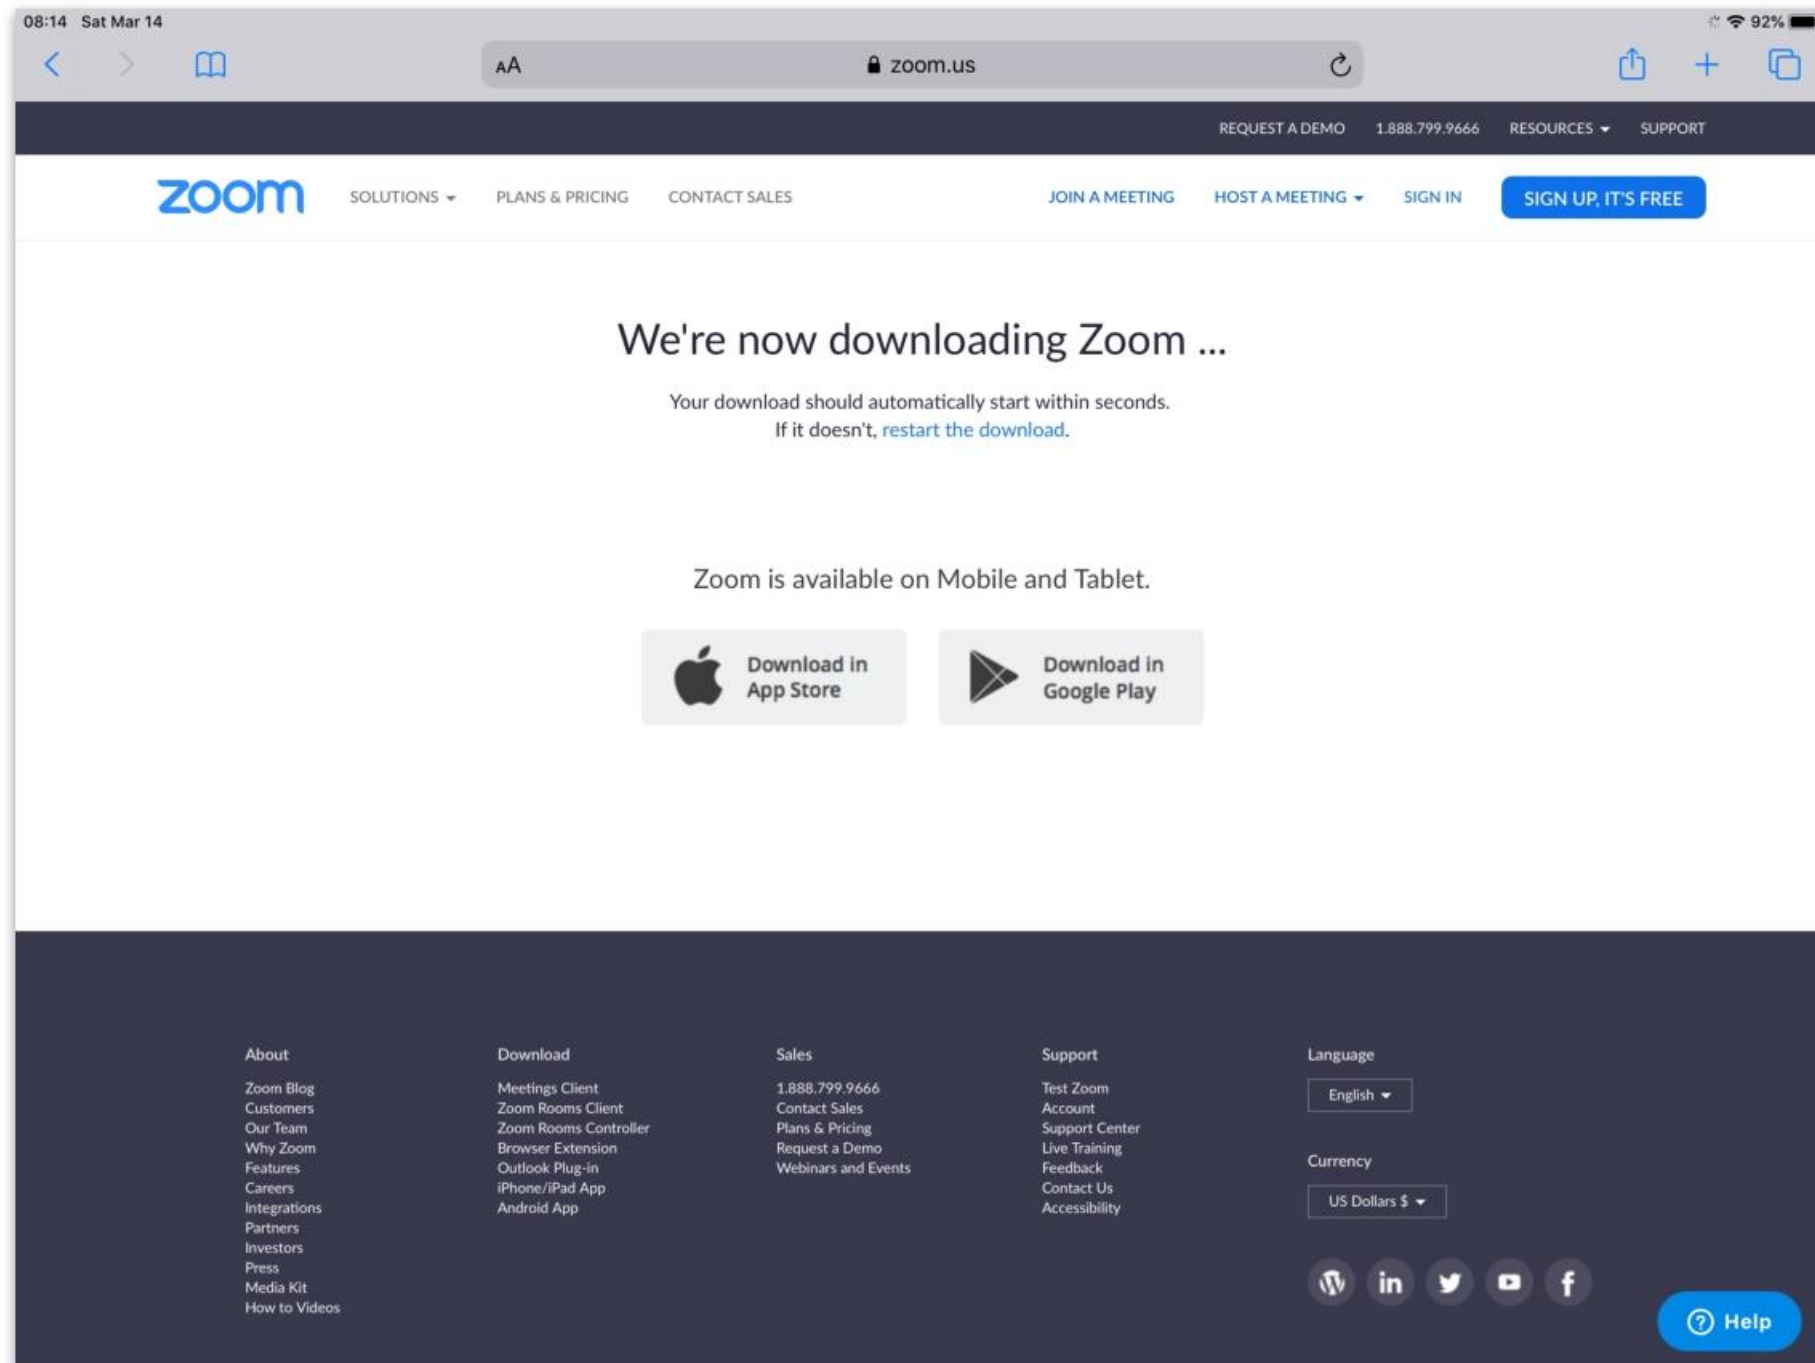 08:14 Sat Mar 14
92%
AA
zoom.us
REQUEST A DEMO 1.888.799.9666 RESOURCES SUPPORT
zoom SOLUTIONS PLANS & PRICING CONTACT SALES JOIN A MEETING HOST A MEETING SIGN IN SIGN UP, IT'S FREE
We're now downloading Zoom ...
Your download should automatically start within seconds.
If it doesn't, restart the download.
Zoom is available on Mobile and Tablet.
Download in
App Store
Download in
Google Play
About
Zoom Blog
Customers
Our Team
Why Zoom
Features
Careers
Integrations
Partners
Investors
Press
Media Kit
How to Videos
Download
Meetings Client
Zoom Rooms Client
Zoom Rooms Controller
Browser Extension
Outlook Plug-in
iPhone/iPad App
Android App
Sales
1.888.799.9666
Contact Sales
Plans & Pricing
Request a Demo
Webinars and Events
Support
Test Zoom
Account
Support Center
Live Training
Feedback
Contact Us
Accessibility
Language
English
Currency
US Dollars $
in
f
Help